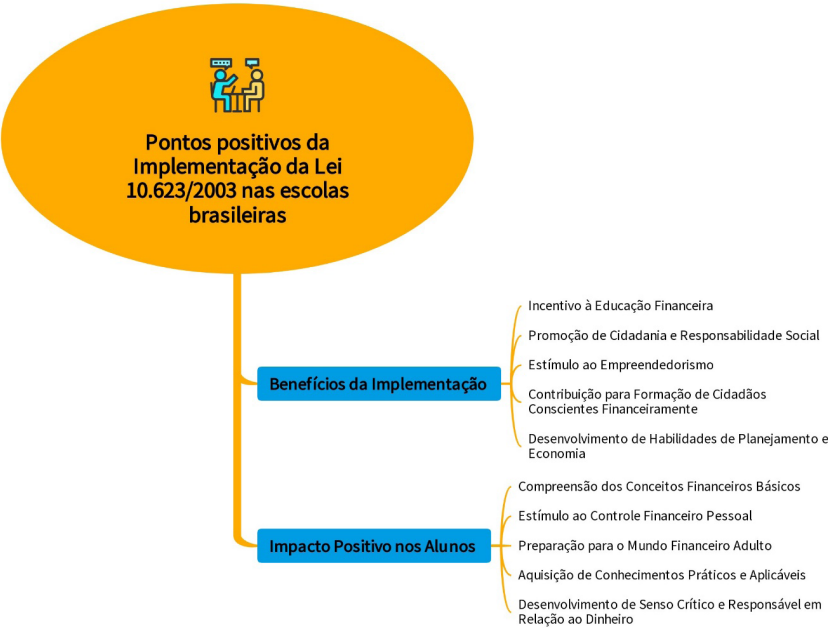 Pontos positivos da
Implementação da Lei
10.623/2003 nas escolas
brasileiras
Benefícios da Implementação
Incentivo à Educação Financeira
Promoção de Cidadania e Responsabilidade Social
Estímulo ao Empreendedorismo
Contribuição para Formação de Cidadãos
Conscientes Financeiramente
Desenvolvimento de Habilidades de Planejamento e
Economia
Impacto Positivo nos Alunos
Compreensão dos Conceitos Financeiros Básicos
Estímulo ao Controle Financeiro Pessoal
Preparação para o Mundo Financeiro Adulto
Aquisição de Conhecimentos Práticos e Aplicáveis
Desenvolvimento de Senso Crítico e Responsável em
Relação ao Dinheiro